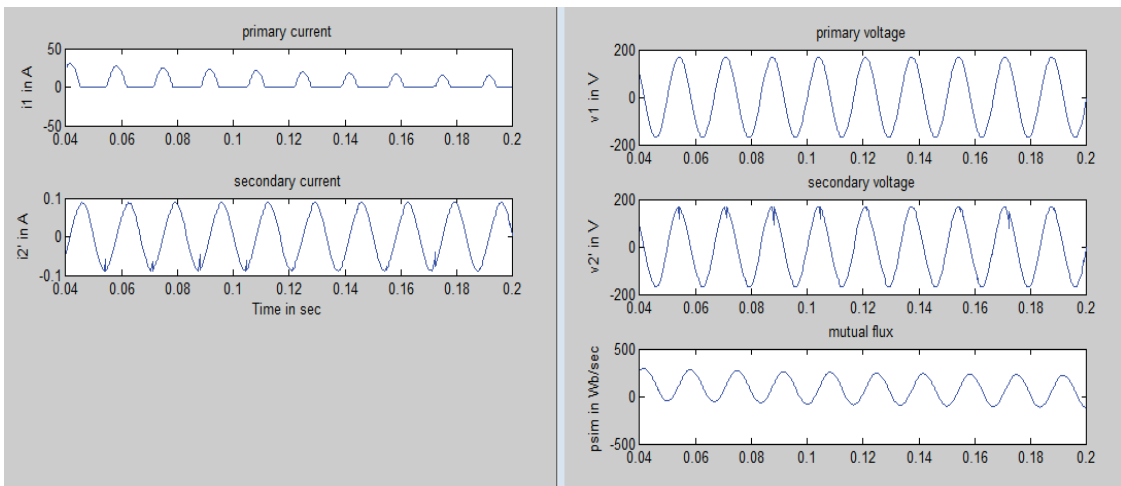 primary current
50
0
-50
i1 in A
0.04 0.06 0.08 0.1 0.12 0.14 0.16 0.18 0.2
secondary current
0.1
0
-0.1
i2' in A
0.04 0.06 0.08 0.1 0.12 0.14 0.16 0.18 0.2
Time in sec
primary voltage
200
0
-200
v1 in V
0.04 0.06 0.08 0.1 0.12 0.14 0.16 0.18 0.2
secondary voltage
200
0
-200
v2' in V
0.04 0.06 0.08 0.1 0.12 0.14 0.16 0.18 0.2
mutual flux
500
0
-500
psim in Wb/sec
0.04 0.06 0.08 0.1 0.12 0.14 0.16 0.18 0.2